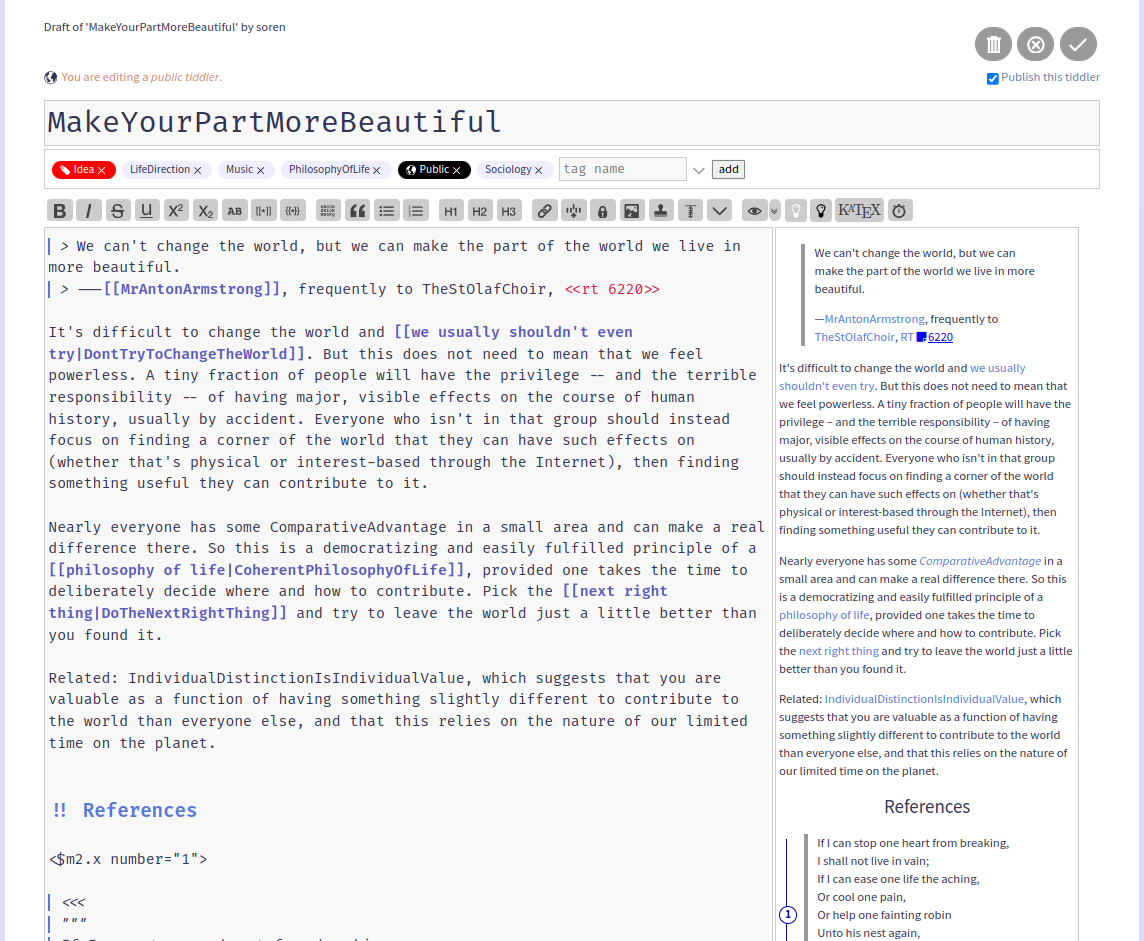 Draft of 'MakeYourPartMoreBeautiful' by soren
You are editing a public tiddler.
Publish this tiddler
MakeYourPartMoreBeautiful
Idea × LifeDirection × Music × PhilosophyOfLife × Public × Sociology × tag name add
B I S U X² X₂ AB [[*]] {{*}} H1 H2 H3 KATEX
> We can't change the world, but we can make the part of the world we live in
more beautiful.
> —[[MrAntonArmstrong]], frequently to TheStOlafChoir, <<rt 6220>>
It's difficult to change the world and [[we usually shouldn't even
try|DontTryToChangeTheWorld]]. But this does not need to mean that we feel
powerless. A tiny fraction of people will have the privilege -- and the terrible
responsibility -- of having major, visible effects on the course of human
history, usually by accident. Everyone who isn't in that group should instead
focus on finding a corner of the world that they can have such effects on
(whether that's physical or interest-based through the Internet), then finding
something useful they can contribute to it.
Nearly everyone has some ComparativeAdvantage in a small area and can make a real
difference there. So this is a democratizing and easily fulfilled principle of a
[[philosophy of life|CoherentPhilosophyOfLife]], provided one takes the time to
deliberately decide where and how to contribute. Pick the [[next right
thing|DoTheNextRightThing]] and try to leave the world just a little better than
you found it.
Related: IndividualDistinctionIsIndividualValue, which suggests that you are
valuable as a function of having something slightly different to contribute to
the world than everyone else, and that this relies on the nature of our limited
time on the planet.
!! References
<$m2.x number="1">
<<<
"""
We can't change the world, but we can
make the part of the world we live in more
beautiful.
—MrAntonArmstrong, frequently to
TheStOlafChoir, RT 6220
It's difficult to change the world and we usually
shouldn't even try. But this does not need to mean that
we feel powerless. A tiny fraction of people will have the
privilege – and the terrible responsibility – of having
major, visible effects on the course of human history,
usually by accident. Everyone who isn't in that group
should instead focus on finding a corner of the world
that they can have such effects on (whether that's
physical or interest-based through the Internet), then
finding something useful they can contribute to it.
Nearly everyone has some ComparativeAdvantage in a
small area and can make a real difference there. So this
is a democratizing and easily fulfilled principle of a
philosophy of life, provided one takes the time to
deliberately decide where and how to contribute. Pick
the next right thing and try to leave the world just a little
better than you found it.
Related: IndividualDistinctionIsIndividualValue, which
suggests that you are valuable as a function of having
something slightly different to contribute to the world
than everyone else, and that this relies on the nature of
our limited time on the planet.
References
If I can stop one heart from breaking,
I shall not live in vain;
If I can ease one life the aching,
Or cool one pain,
1 Or help one fainting robin
Unto his nest again,